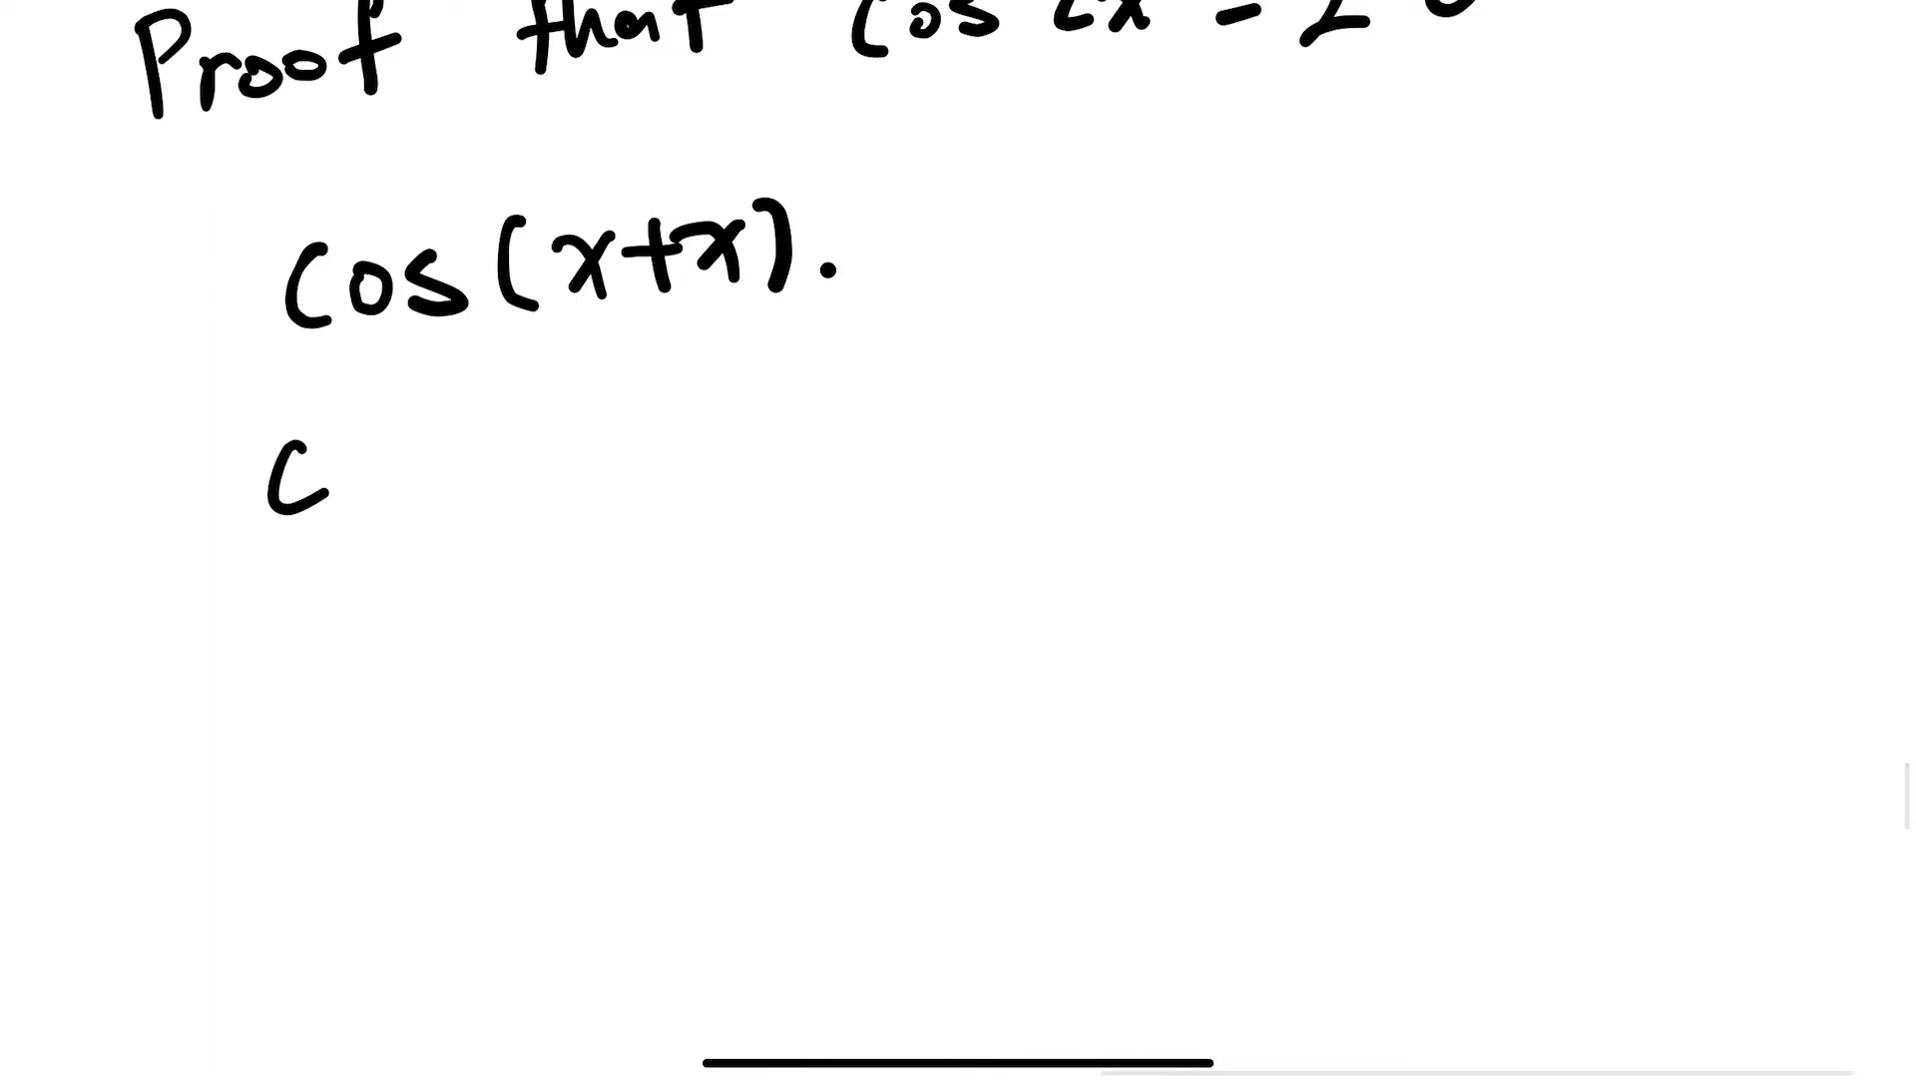 Proof that cos 2x = 2
cos(x+x).
C